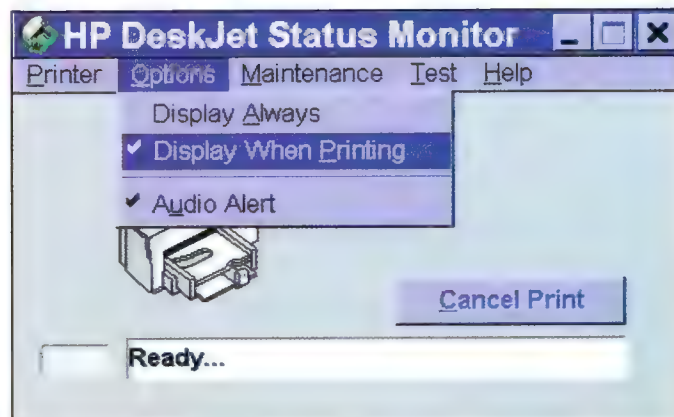 HP DeskJet Status Monitor
Printer Options Maintenance Test Help
Display Always
✔ Display When Printing
✔ Audio Alert
Cancel Print
Ready...